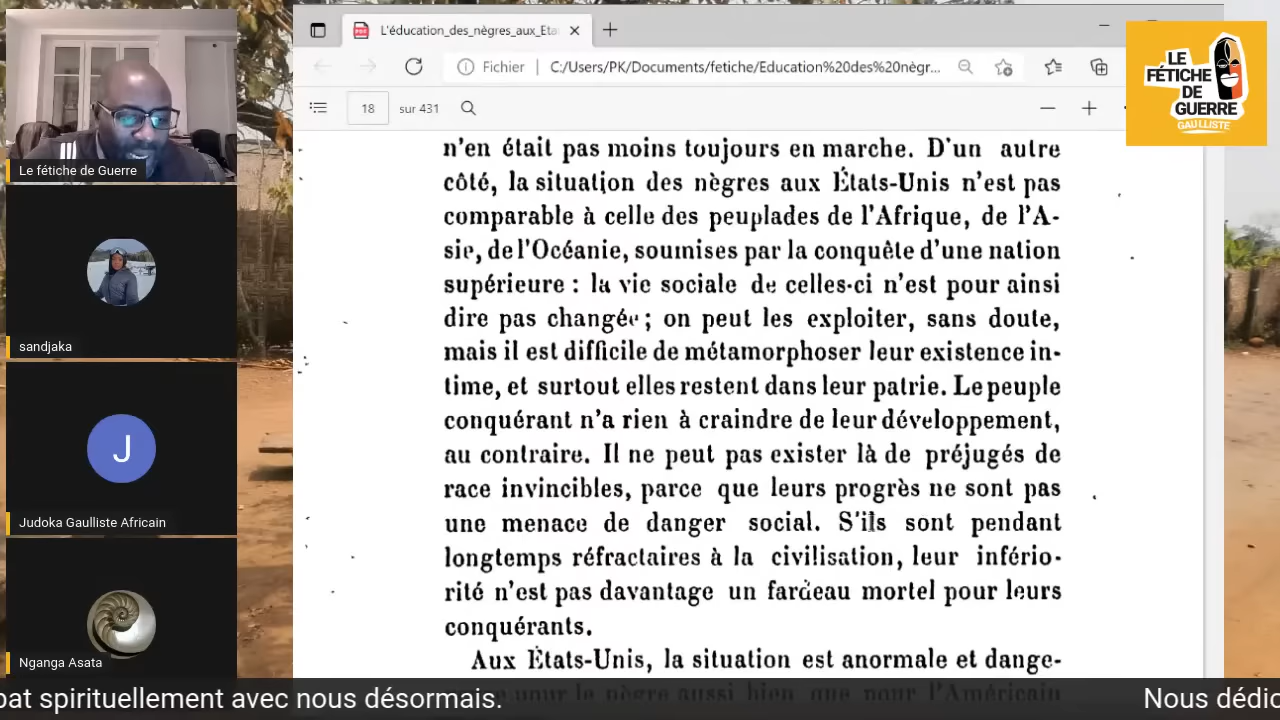 L'éducation_des_nègres_aux_Eta
Fichier
C:/Users/PK/Documents/fetiche/Education%20des%20nègr...
18
sur 431
LE
FÉTICHE
DE
GUERRE
GAULLISTE
n'en était pas moins toujours en marche. D'un autre
côté, la situation des nègres aux États-Unis n'est pas
comparable à celle des peuplades de l'Afrique, de l'A-
sie, de l'Océanie, soumises par la conquête d'une nation
supérieure : la vie sociale de celles-ci n'est pour ainsi
dire pas changée ; on peut les exploiter, sans doute,
mais il est difficile de métamorphoser leur existence in-
time, et surtout elles restent dans leur patrie. Le peuple
conquérant n'a rien à craindre de leur développement,
au contraire. Il ne peut pas exister là de préjugés de
race invincibles, parce que leurs progrès ne sont pas
une menace de danger social. S'ils sont pendant
longtemps réfractaires à la civilisation, leur infério-
rité n'est pas davantage un fardeau mortel pour leurs
conquérants.
Aux États-Unis, la situation est anormale et dange-
pour le nègre aussi bien que pour l'Américain
Le fétiche de Guerre
sandjaka
J
Judoka Gaulliste Africain
Nganga Asata
bat spirituellement avec nous désormais.
Nous dédic